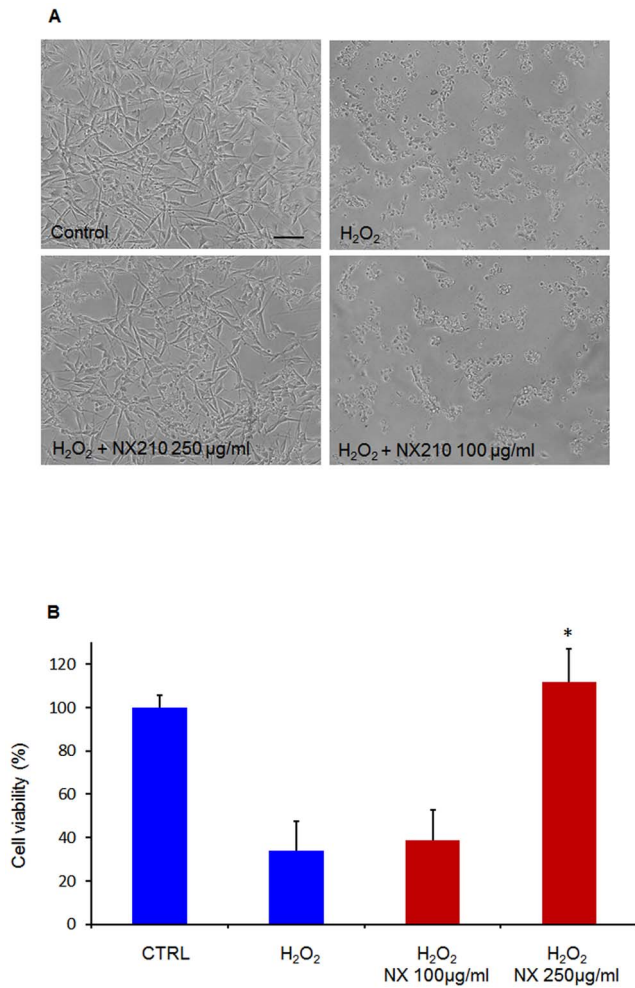 A
Control
H₂O₂
H₂O₂ + NX210 250 µg/ml
H₂O₂ + NX210 100 µg/ml
B
*
120
100
80
60
40
20
0
Cell viability (%)
CTRL
H₂O₂
H₂O₂
NX 100µg/ml
H₂O₂
NX 250µg/ml